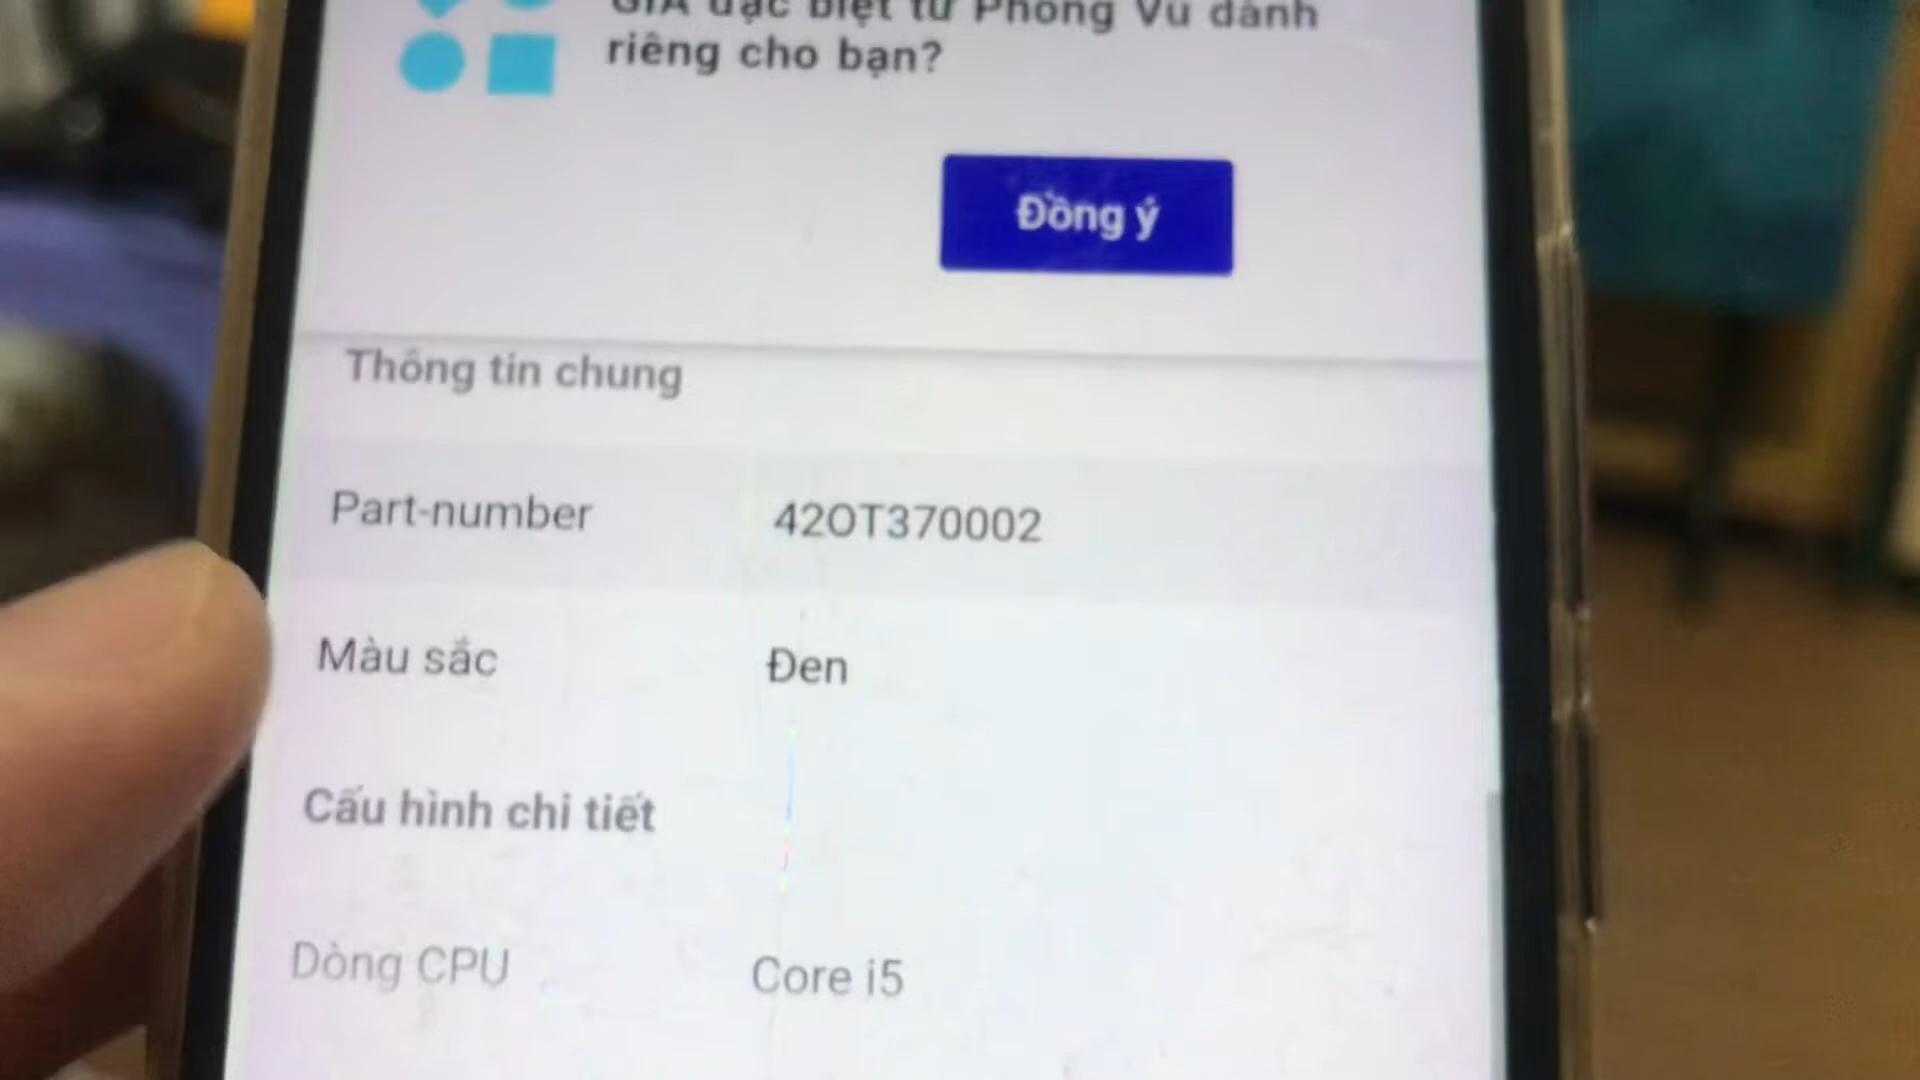 GIÁ đặc biệt từ Phong Vũ dành
riêng cho bạn?
Đồng ý
Thông tin chung
Part-number 42OT370002
Màu sắc Đen
Cấu hình chi tiết
Dòng CPU Core i5